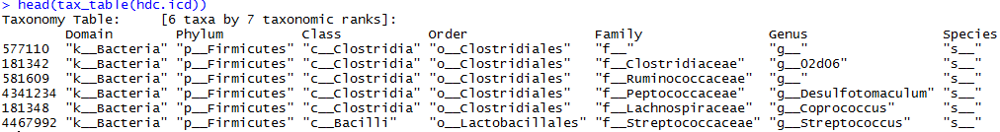 > head(tax_table(hdc.icd))
Taxonomy Table:     [6 taxa by 7 taxonomic ranks]:
        Domain        Phylum          Class           Order                Family                Genus                 Species
577110  "k__Bacteria" "p__Firmicutes" "c__Clostridia" "o__Clostridiales"   "f__"                 "g__"                 "s__"
181342  "k__Bacteria" "p__Firmicutes" "c__Clostridia" "o__Clostridiales"   "f__Clostridiaceae"   "g__02d06"            "s__"
581609  "k__Bacteria" "p__Firmicutes" "c__Clostridia" "o__Clostridiales"   "f__Ruminococcaceae"  "g__"                 "s__"
4341234 "k__Bacteria" "p__Firmicutes" "c__Clostridia" "o__Clostridiales"   "f__Peptococcaceae"   "g__Desulfotomaculum" "s__"
181348  "k__Bacteria" "p__Firmicutes" "c__Clostridia" "o__Clostridiales"   "f__Lachnospiraceae"  "g__Coprococcus"      "s__"
4467992 "k__Bacteria" "p__Firmicutes" "c__Bacilli"    "o__Lactobacillales" "f__Streptococcaceae" "g__Streptococcus"    "s__"